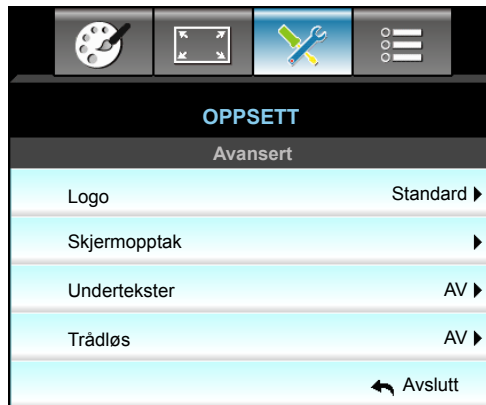 OPPSETT
Avansert
Logo Standard
Skjermopptak
Undertekster AV
Trådløs AV
Avslutt